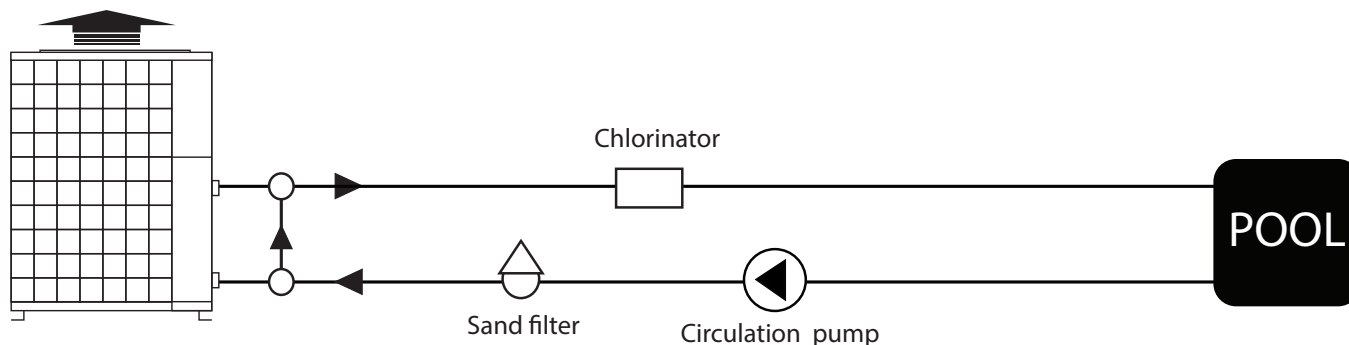 Chlorinator
POOL
Sand filter
Circulation pump